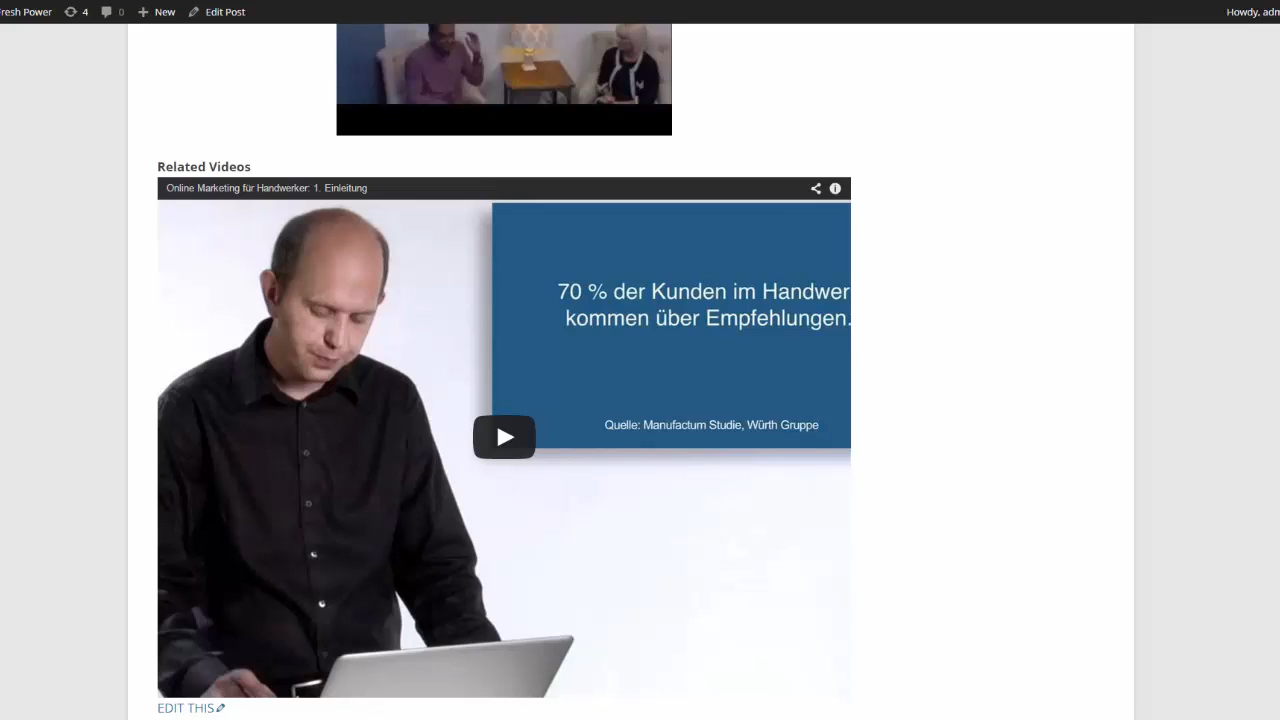 Fresh Power 4 0 New Edit Post Howdy, adm
Related Videos
Online Marketing für Handwerker: 1. Einleitung
70 % der Kunden im Handwer
kommen über Empfehlungen.
Quelle: Manufactum Studie, Würth Gruppe
EDIT THIS